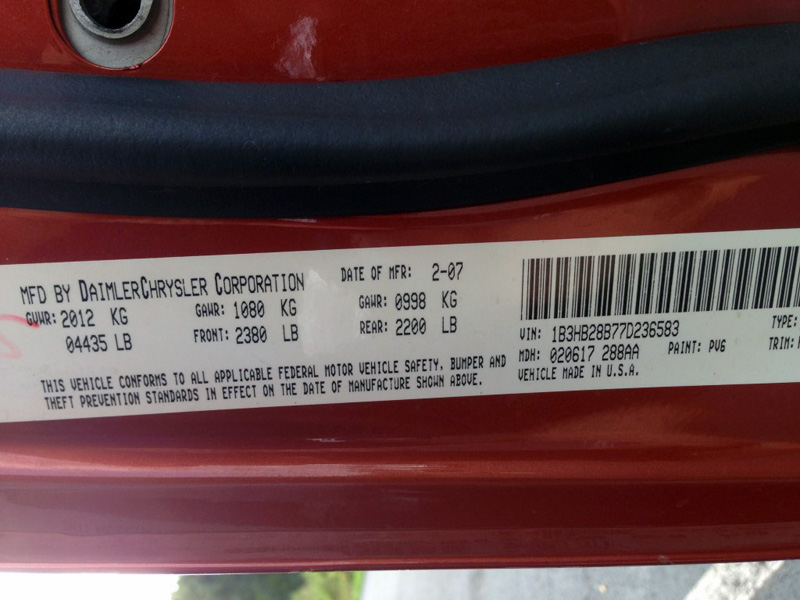 MFD BY DAIMLERCHRYSLER CORPORATION DATE OF MFR: 2-07
GVWR: 2012 KG GAWR: 1080 KG GAWR: 0998 KG
04435 LB FRONT: 2380 LB REAR: 2200 LB
THIS VEHICLE CONFORMS TO ALL APPLICABLE FEDERAL MOTOR VEHICLE SAFETY, BUMPER AND
THEFT PREVENTION STANDARDS IN EFFECT ON THE DATE OF MANUFACTURE SHOWN ABOVE.
VIN: 1B3HB28B77D236583 TYPE:
MDH: 020617 288AA PAINT: PV6 TRIM:
VEHICLE MADE IN U.S.A.